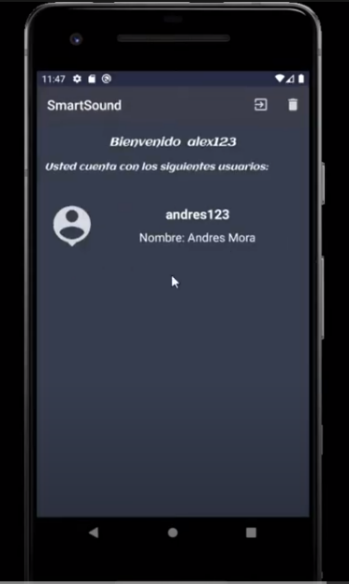 11:47
SmartSound
Bienvenido alex123
Usted cuenta con los siguientes usuarios:
andres123
Nombre: Andres Mora